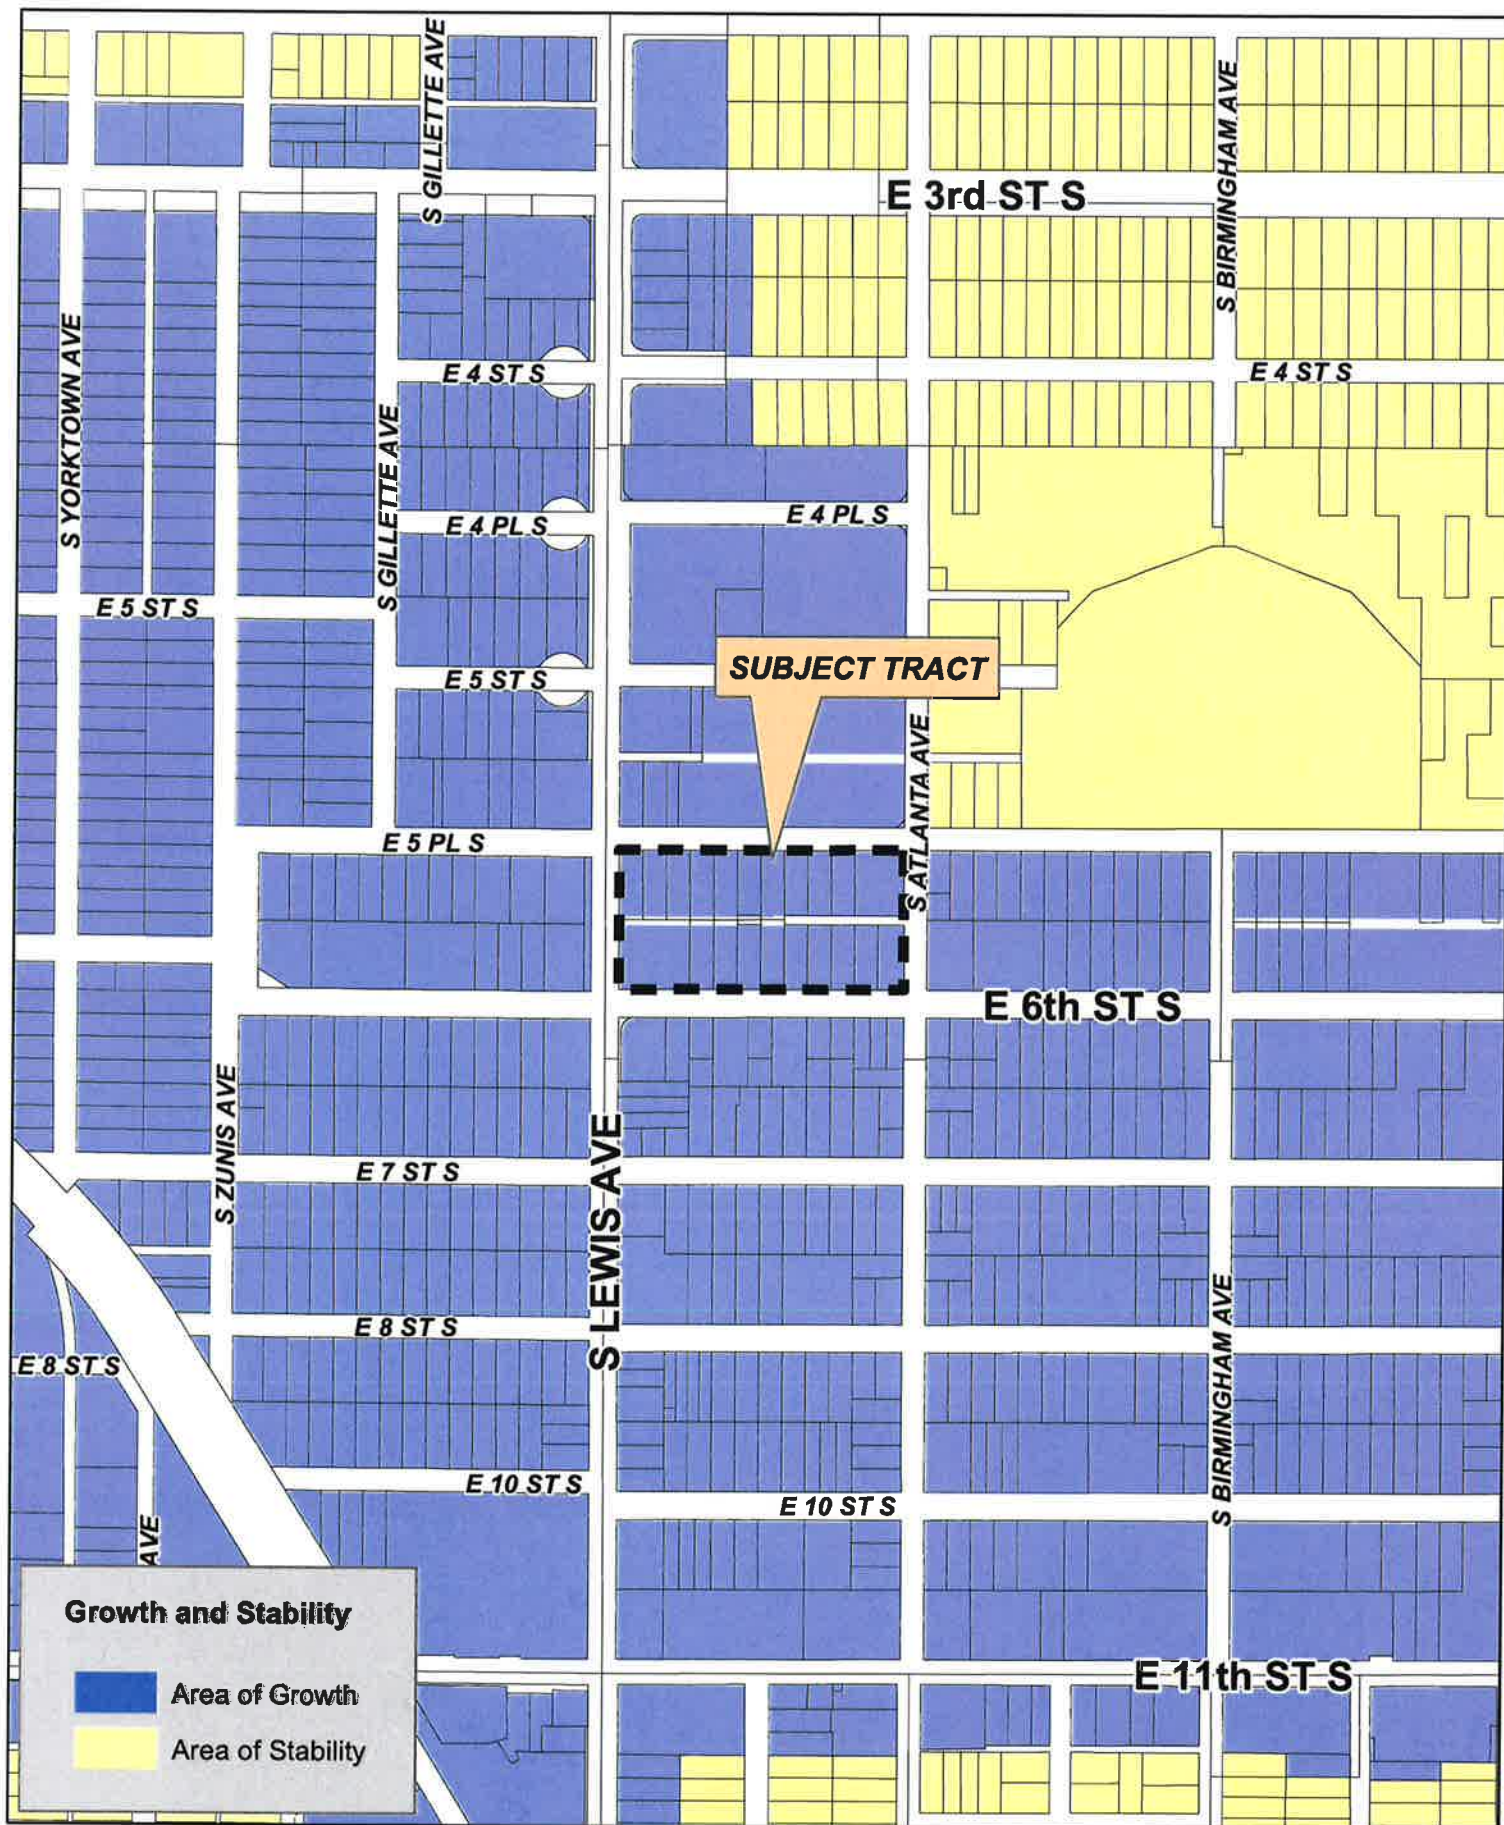 S GILLETTE AVE
S BIRMINGHAM AVE
E 3rd ST S
S YORKTOWN AVE
E 4 ST S
E 4 ST S
S GILLETTE AVE
E 4 PL S
E 4 PL S
E 5 ST S
SUBJECT TRACT
E 5 ST S
S ATLANTA AVE
E 5 PL S
E 6th ST S
S ZUNIS AVE
S LEWIS AVE
E 7 ST S
E 8 ST S
E 8 ST S
S BIRMINGHAM AVE
E 10 ST S
E 10 ST S
AVE
E 11th ST S
Growth and Stability
Area of Growth
Area of Stability